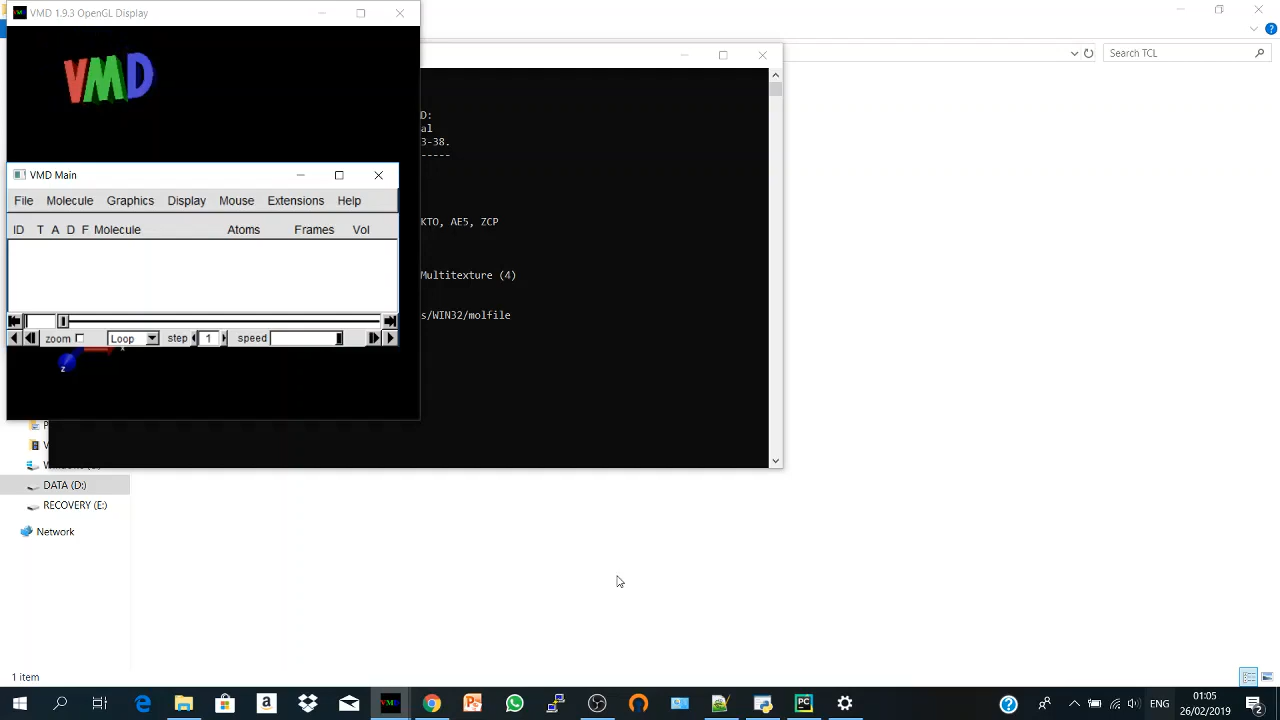 VMD 1.9.3 OpenGL Display
VMD
Search TCL
D:
al
3-38.
-----
KTO, AE5, ZCP
Multitexture (4)
s/WIN32/molfile
VMD Main
File Molecule Graphics Display Mouse Extensions Help
ID T A D F Molecule Atoms Frames Vol
zoom Loop step 1 speed
x
z
P
V
DATA (D:)
RECOVERY (E:)
Network
1 item
ENG
01:05
26/02/2019
2